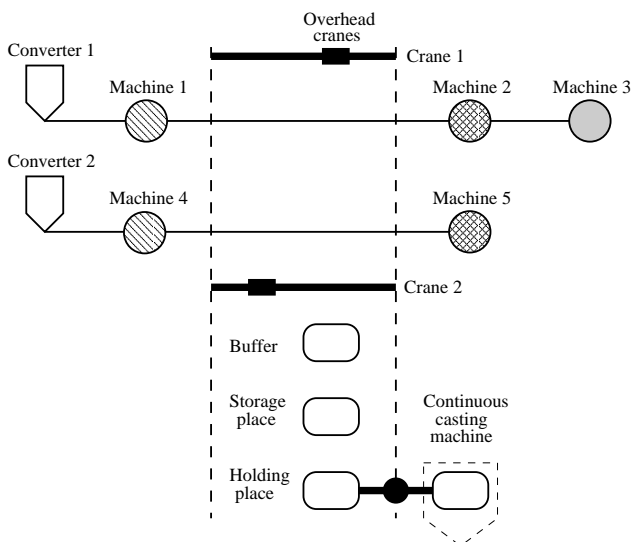 Overhead
cranes
Converter 1
Crane 1
Machine 1
Machine 2
Machine 3
Converter 2
Machine 4
Machine 5
Crane 2
Buffer
Storage
place
Continuous
casting
machine
Holding
place